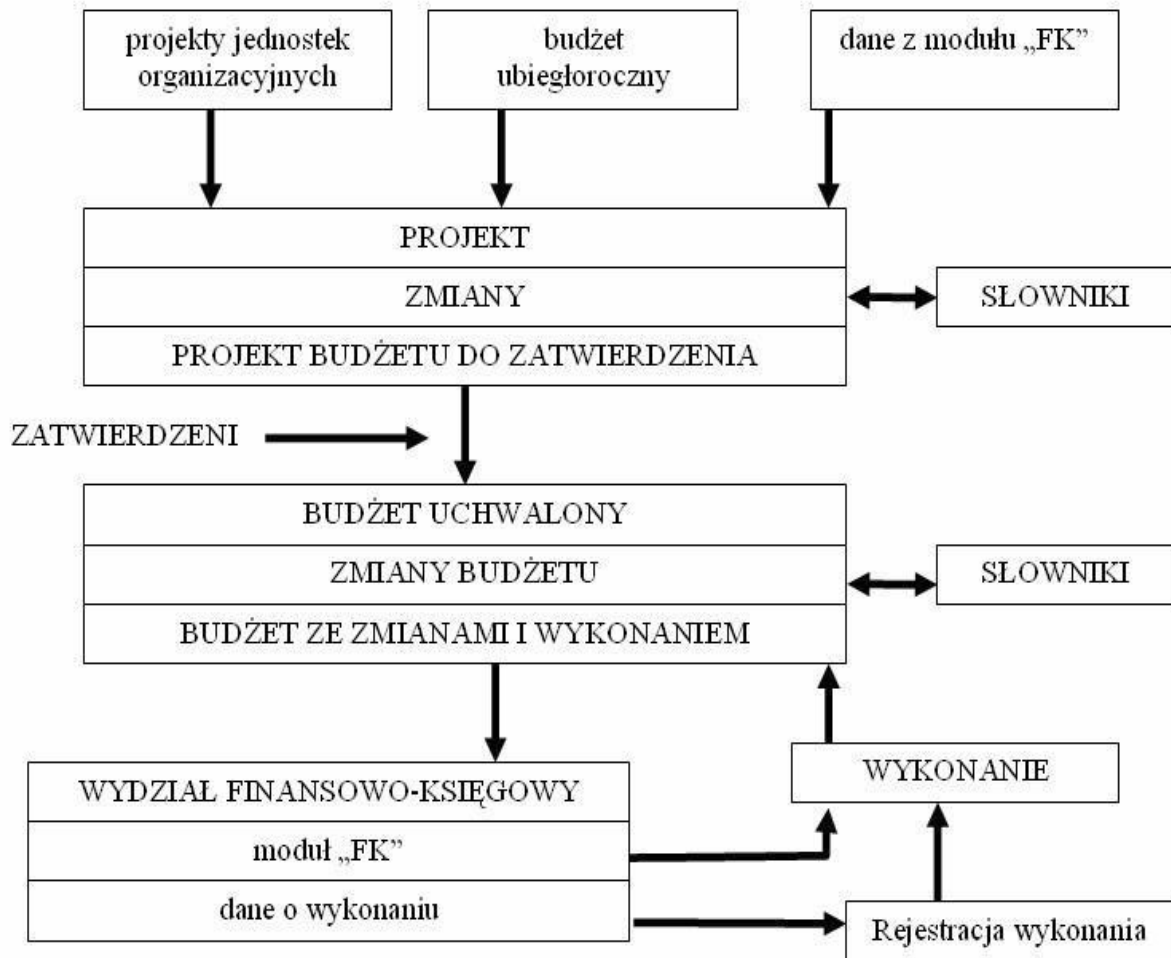 projekty jednostek
organizacyjnych
budżet
ubiegłoroczny
dane z modułu „FK”
PROJEKT
ZMIANY
SŁOWNIKI
PROJEKT BUDŻETU DO ZATWIERDZENIA
ZATWIERDZENI
BUDŻET UCHWALONY
ZMIANY BUDŻETU
SŁOWNIKI
BUDŻET ZE ZMIANAMI I WYKONANIEM
WYDZIAŁ FINANSOWO-KSIĘGOWY
WYKONANIE
moduł „FK”
dane o wykonaniu
Rejestracja wykonania